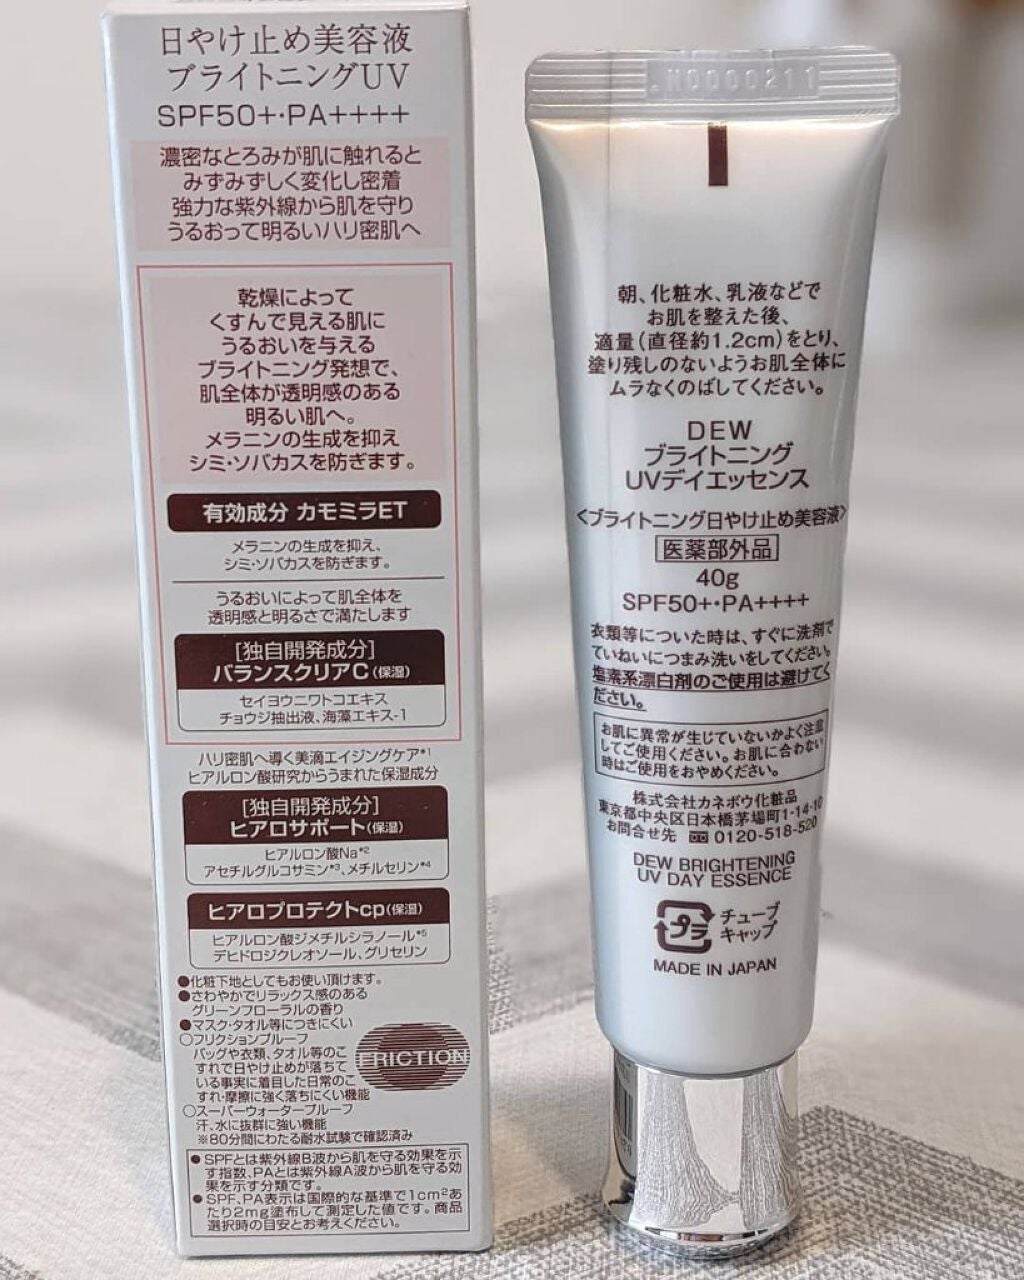 日やけ止め美容液
ブライトニングUV
SPF50+・PA++++
濃密なとろみが肌に触れると
みずみずしく変化し密着
強力な紫外線から肌を守り
うるおって明るいハリ密肌へ
乾燥によって
くすんで見える肌に
うるおいを与える
ブライトニング発想で、
肌全体が透明感のある
明るい肌へ。
メラニンの生成を抑え
シミ・ソバカスを防ぎます。
有効成分 カモミラET
メラニンの生成を抑え、
シミ・ソバカスを防ぎます。
うるおいによって肌全体を
透明感と明るさで満たします
[独自開発成分]
バランスクリアC(保湿)
セイヨウニワトコエキス
チョウジ抽出液、海藻エキス-1
ハリ密肌へ導く美滴エイジングケア*1
ヒアルロン酸研究からうまれた保湿成分
[独自開発成分]
ヒアロサポート(保湿)
ヒアルロン酸Na*2
アセチルグルコサミン*3、メチルセリン*4
ヒアロプロテクトcp(保湿)
ヒアルロン酸ジメチルシラノール*5
デヒドロジクレオソール、グリセリン
●化粧下地としてもお使い頂けます。
●さわやかでリラックス感のある
グリーンフローラルの香り
●マスク・タオル等につきにくい
○フリクションプルーフ
バッグや衣類、タオル等のこ
すれで日やけ止めが落ちて
いる事実に着目した日常のこ
すれ・摩擦に強く落ちにくい機能
FRICTION
○スーパーウォータープルーフ
汗、水に抜群に強い機能
※80分間にわたる耐水試験で確認済み
●SPFとは紫外線B波から肌を守る効果を示
す指数、PAとは紫外線A波から肌を守る効
果を示す分類です。
●SPF、PA表示は国際的な基準で1cm²あ
たり2mg塗布して測定した値です。商品
選択時の目安とお考えください。
.N0000211
朝、化粧水、乳液などで
お肌を整えた後、
適量(直径約1.2cm)をとり、
塗り残しのないようお肌全体に
ムラなくのばしてください。
DEW
ブライトニング
UVデイエッセンス
<ブライトニング日やけ止め美容液>
医薬部外品
40g
SPF50+・PA++++
衣類等についた時は、すぐに洗剤で
ていねいにつまみ洗いをしてください。
塩素系漂白剤のご使用は避けてく
ださい。
お肌に異常が生じていないかよく注意
してご使用ください。お肌に合わない
時はご使用をおやめください。
株式会社カネボウ化粧品
東京都中央区日本橋茅場町1-14-10
お問合せ先 0120-518-520
DEW BRIGHTENING
UV DAY ESSENCE
プラ
チューブ
キャップ
MADE IN JAPAN